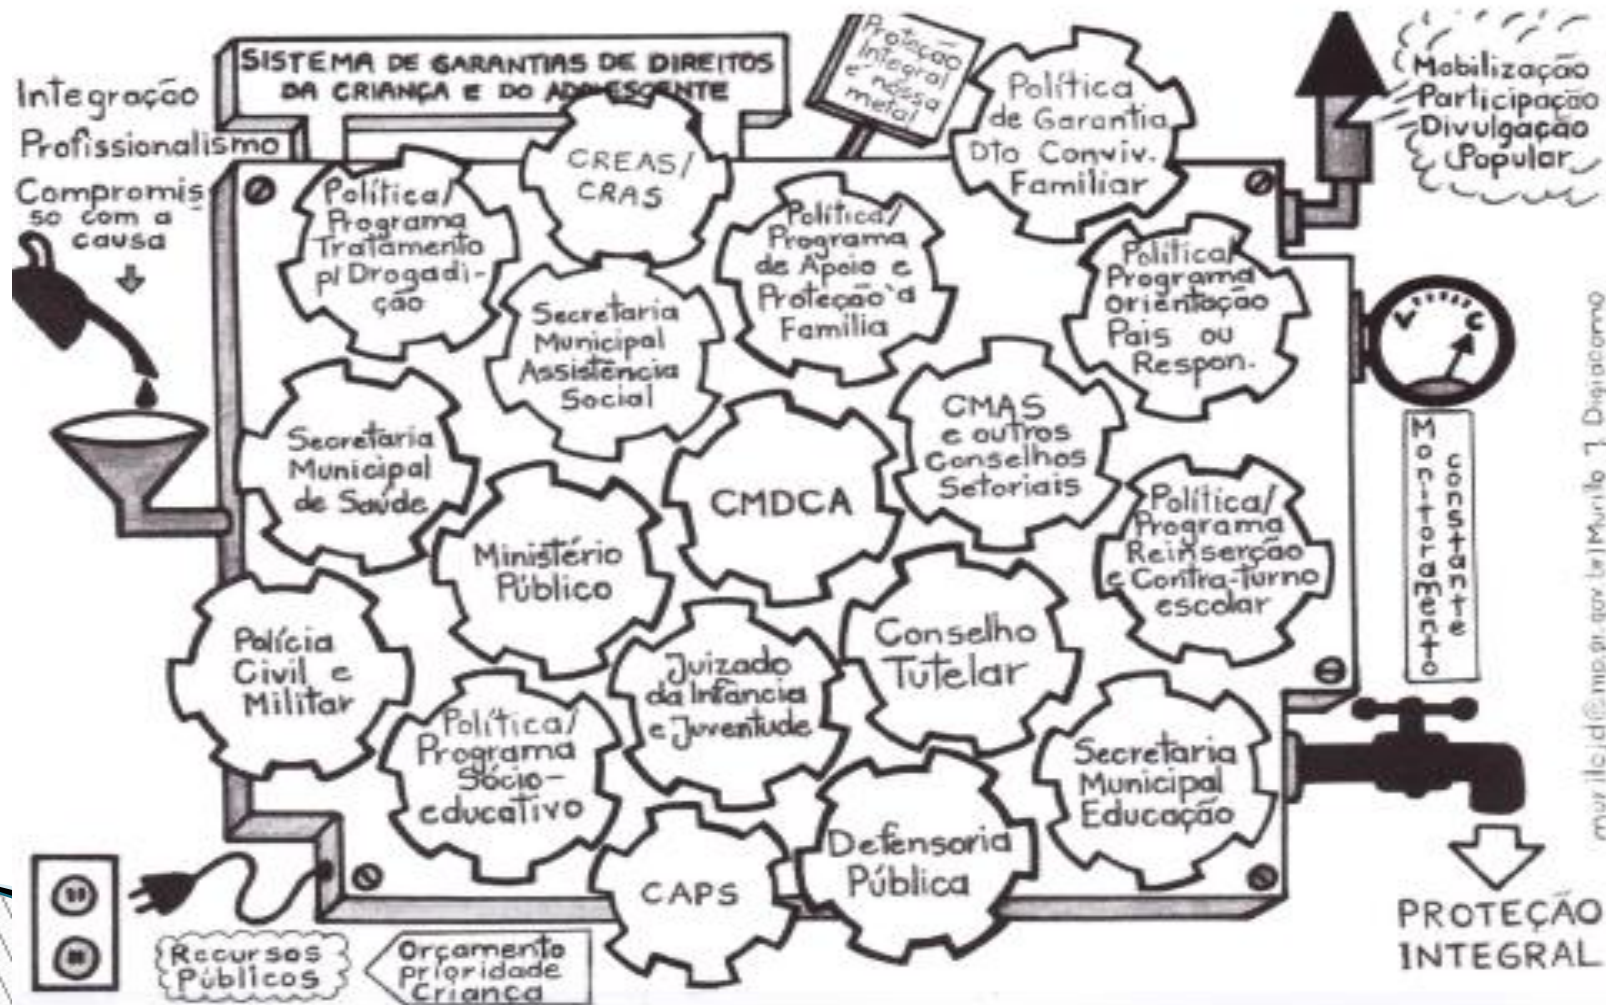 SISTEMA DE GARANTIAS DE DIREITOS
DA CRIANÇA E DO ADOLESCENTE
Integração
Profissionalismo
Compromis
so com a
causa
Proteção
Integral
é nossa
meta!
Política
de Garantia
Dto Conviv.
Familiar
Mobilização
Participação
Divulgação
Popular
CREAS/
CRAS
Política/
Programa
Tratamento
p/ Drogadi-
ção
Política/
Programa
de Apoio e
Proteção à
Família
Política/
Programa
Orientação
Pais ou
Respon.
Secretaria
Municipal
Assistência
Social
CMAS
e outros
Conselhos
Setoriais
Secretaria
Municipal
de Saúde
CMDCA
Política/
Programa
Reinserção
e Contra-turno
escolar
Ministério
Público
Conselho
Tutelar
Polícia
Civil e
Militar
Juizado
da Infância
e Juventude
Política/
Programa
Sócio-
educativo
Secretaria
Municipal
Educação
Defensoria
Pública
CAPS
C
Monitoramento
constante
Recursos
Públicos
Orçamento
prioridade
Criança
PROTEÇÃO
INTEGRAL
Murilo J. Digiacomo